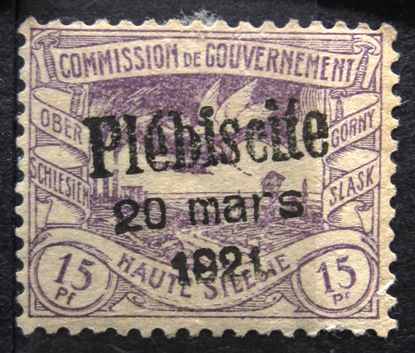 COMMISSION DE GOUVERNEMENT
OBER
GORNY
Plébiscite
SCHLESIEN
SLASK
20 mars
1921
HAUTE SILÉSIE
15
Pf
15
Pf